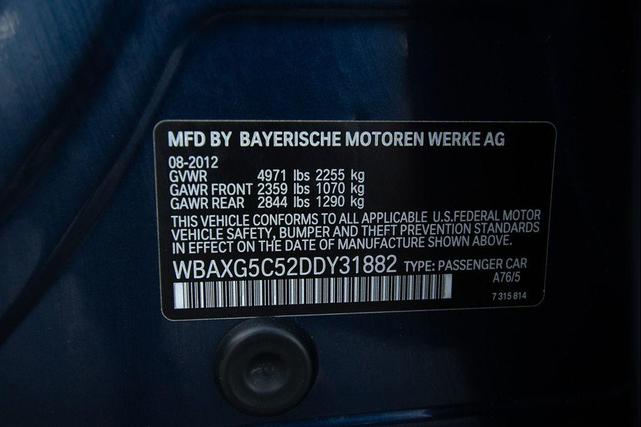 MFD BY BAYERISCHE MOTOREN WERKE AG
08-2012
GVWR 4971 lbs 2255 kg
GAWR FRONT 2359 lbs 1070 kg
GAWR REAR 2844 lbs 1290 kg
THIS VEHICLE CONFORMS TO ALL APPLICABLE U.S.FEDERAL MOTOR
VEHICLE SAFETY, BUMPER AND THEFT PREVENTION STANDARDS
IN EFFECT ON THE DATE OF MANUFACTURE SHOWN ABOVE.
WBAXG5C52DDY31882 TYPE: PASSENGER CAR
A76/5
7 315 814